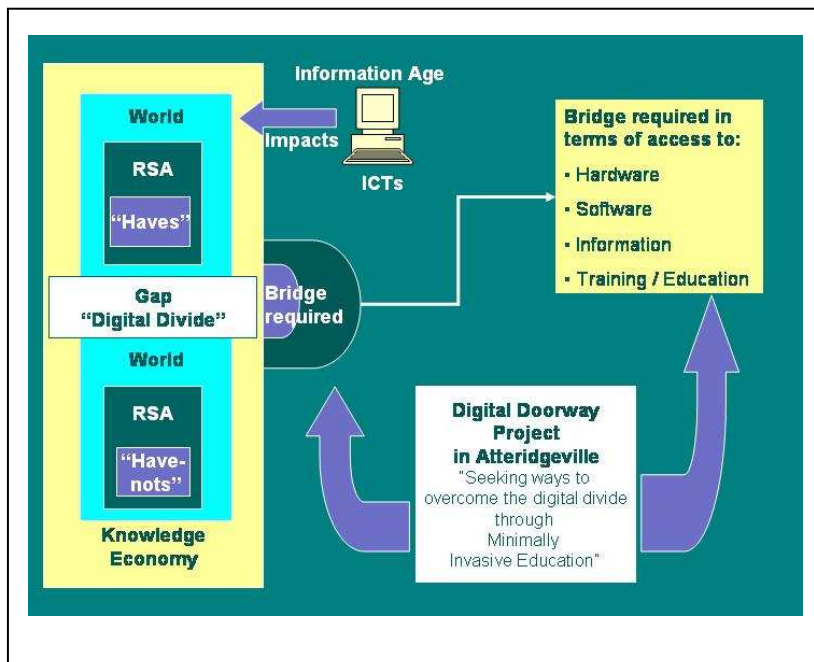 Information Age
World
Impacts
ICTs
RSA
“Haves”
Gap
“Digital Divide”
Bridge
required
World
RSA
“Have-
nots”
Knowledge
Economy
Bridge required in
terms of access to:
▪ Hardware
▪ Software
▪ Information
▪ Training / Education
Digital Doorway
Project
in Atteridgeville
"Seeking ways to
overcome the digital divide
through
Minimally
Invasive Education"